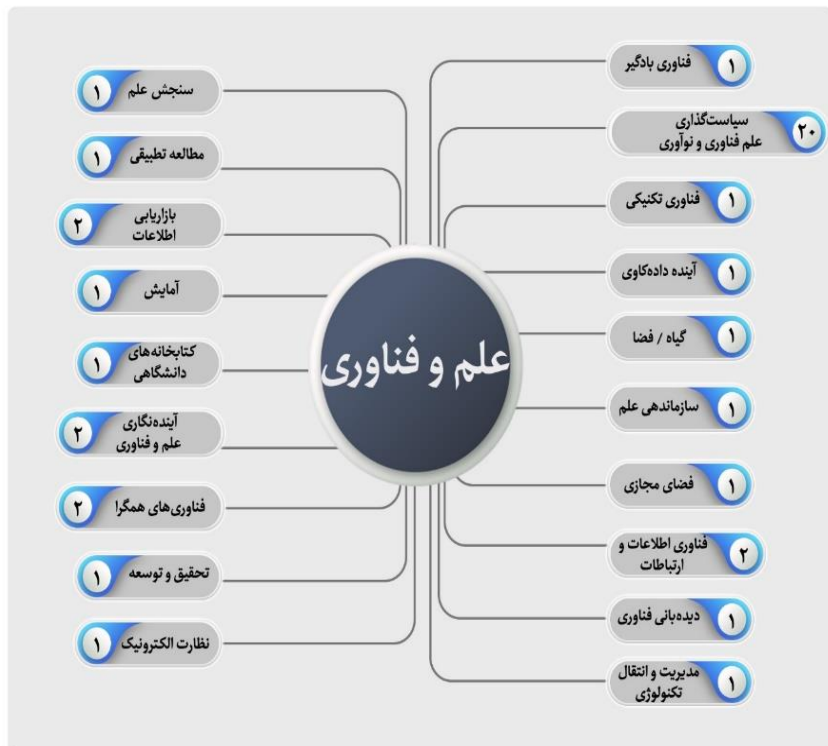 علم و فناوری
۱ فناوری بادگیر
۲۰ سیاست‌گذاری
علم فناوری و نوآوری
۱ فناوری تکنیکی
۱ آینده داده‌کاوی
۱ گیاه / فضا
۱ سازماندهی علم
۱ فضای مجازی
۲ فناوری اطلاعات و
ارتباطات
۱ دیده‌بانی فناوری
۱ مدیریت و انتقال
تکنولوژی
سنجش علم ۱
مطالعه تطبیقی ۱
بازاریابی
اطلاعات ۲
آمایش ۱
کتابخانه‌های
دانشگاهی ۱
آینده‌نگاری
علم و فناوری ۲
فناوری‌های همگرا ۲
تحقیق و توسعه ۱
نظارت الکترونیک ۱